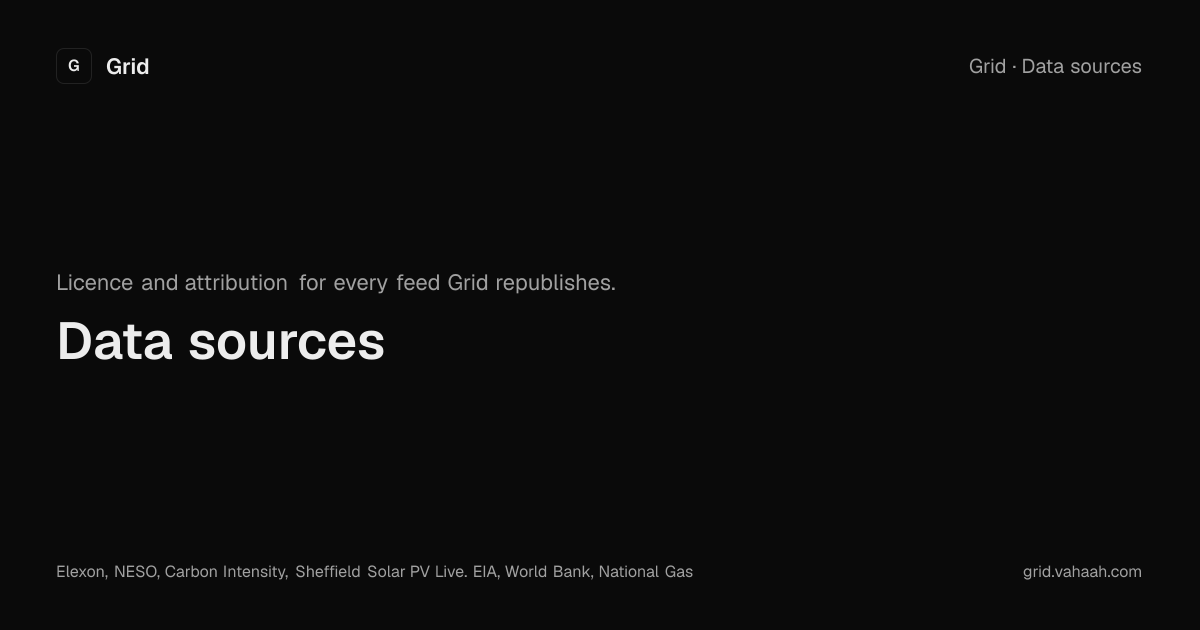 G Grid
Grid · Data sources
Licence and attribution for every feed Grid republishes.
Data sources
Elexon, NESO, Carbon Intensity, Sheffield Solar PV Live. EIA, World Bank, National Gas
grid.vahaah.com